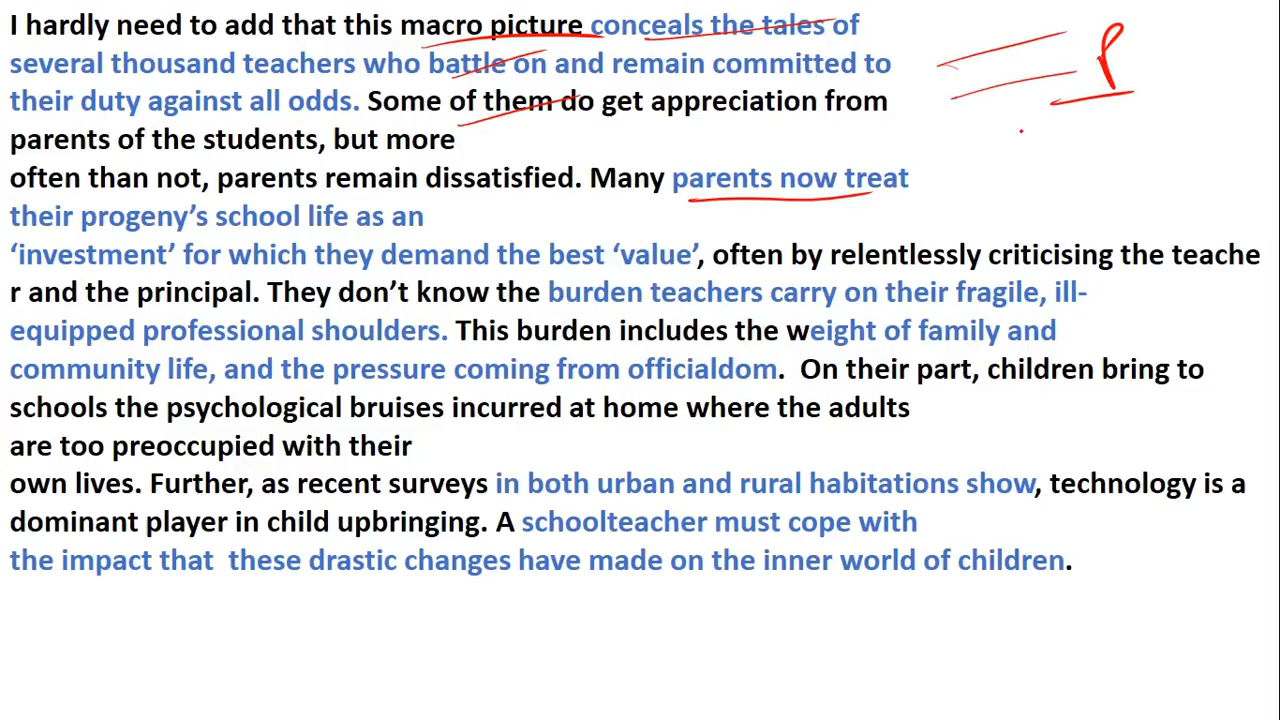 I hardly need to add that this macro picture conceals the tales of
several thousand teachers who battle on and remain committed to
their duty against all odds. Some of them do get appreciation from
parents of the students, but more
often than not, parents remain dissatisfied. Many parents now treat
their progeny’s school life as an
‘investment’ for which they demand the best ‘value’, often by relentlessly criticising the teache
r and the principal. They don’t know the burden teachers carry on their fragile, ill-
equipped professional shoulders. This burden includes the weight of family and
community life, and the pressure coming from officialdom.  On their part, children bring to
schools the psychological bruises incurred at home where the adults
are too preoccupied with their
own lives. Further, as recent surveys in both urban and rural habitations show, technology is a
dominant player in child upbringing. A schoolteacher must cope with
the impact that  these drastic changes have made on the inner world of children.